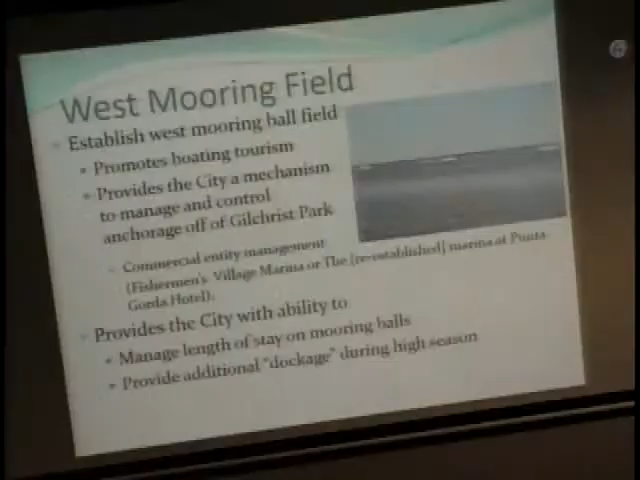 West Mooring Field
Establish west mooring ball field
Promotes boating tourism
Provides the City a mechanism
to manage and control
anchorage off of Gilchrist Park
Commercial entity management
(Fishermen's Village Marina or The [re-established] marina at Punta
Gorda Hotel).
Provides the City with ability to
Manage length of stay on mooring balls
Provide additional "dockage" during high season